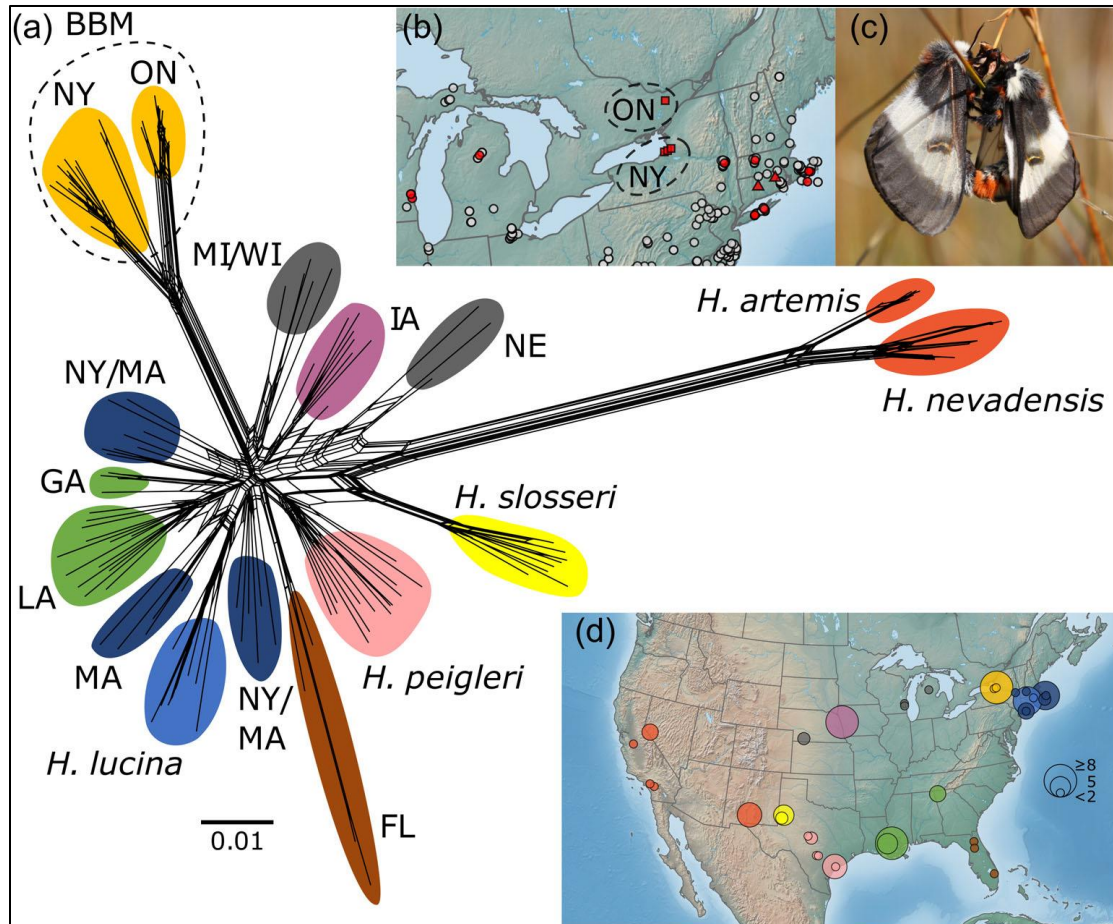 (a)
BBM
NY
ON
MI/WI
IA
NE
H. artemis
H. nevadensis
NY/MA
GA
LA
MA
H. lucina
NY/
MA
FL
H. peigleri
H. slosseri
0.01
(b)
ON
NY
(c)
(d)
≥8
5
<2